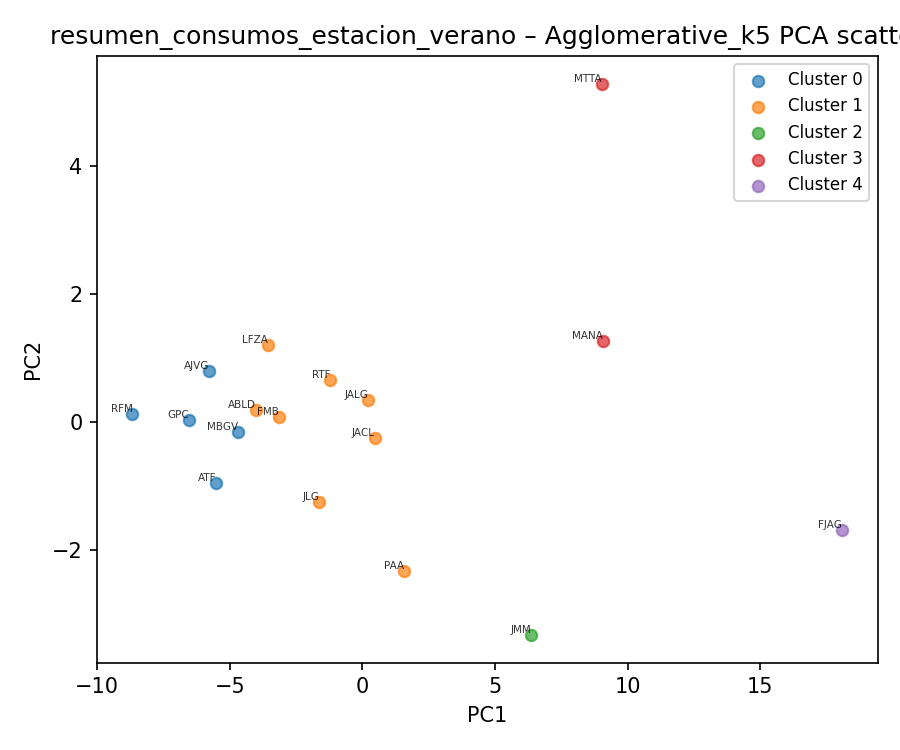 resumen_consumos_estacion_verano – Agglomerative_k5 PCA scatte
MTTA
Cluster 0
Cluster 1
Cluster 2
Cluster 3
Cluster 4
4
2
0
−2
PC2
MANA
LFZA
AJVG
RTF
JALG
RFM
GPC
ABLD
FMB
MBGV
JACL
ATF
JLG
FJAG
PAA
JMM
−10
−5
0
5
10
15
PC1